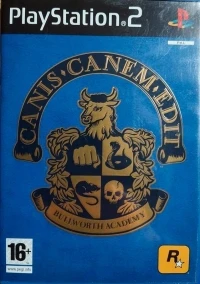 PlayStation 2
CANIS CANEM EDIT
BULLWORTH ACADEMY
16+
www.pegi.info
R